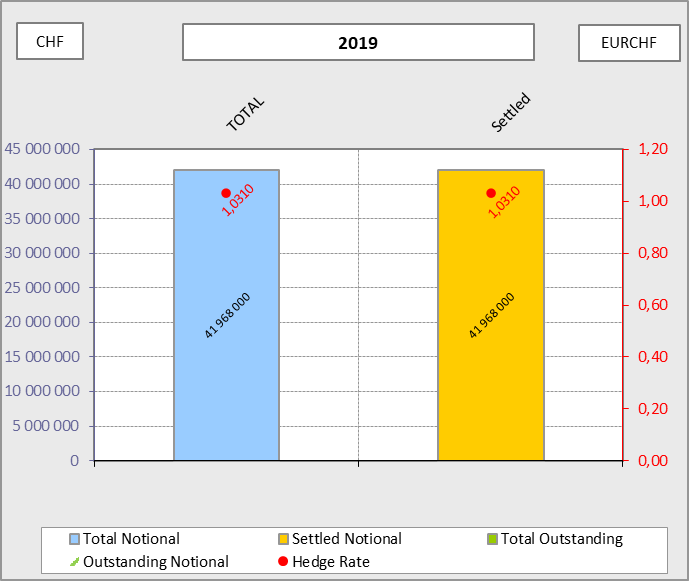 CHF
2019
EURCHF
TOTAL
Settled
45 000 000
40 000 000
35 000 000
30 000 000
25 000 000
20 000 000
15 000 000
10 000 000
5 000 000
0
1,0310
41 968 000
1,0310
41 968 000
1,20
1,00
0,80
0,60
0,40
0,20
0,00
Total Notional
Settled Notional
Total Outstanding
Outstanding Notional
Hedge Rate